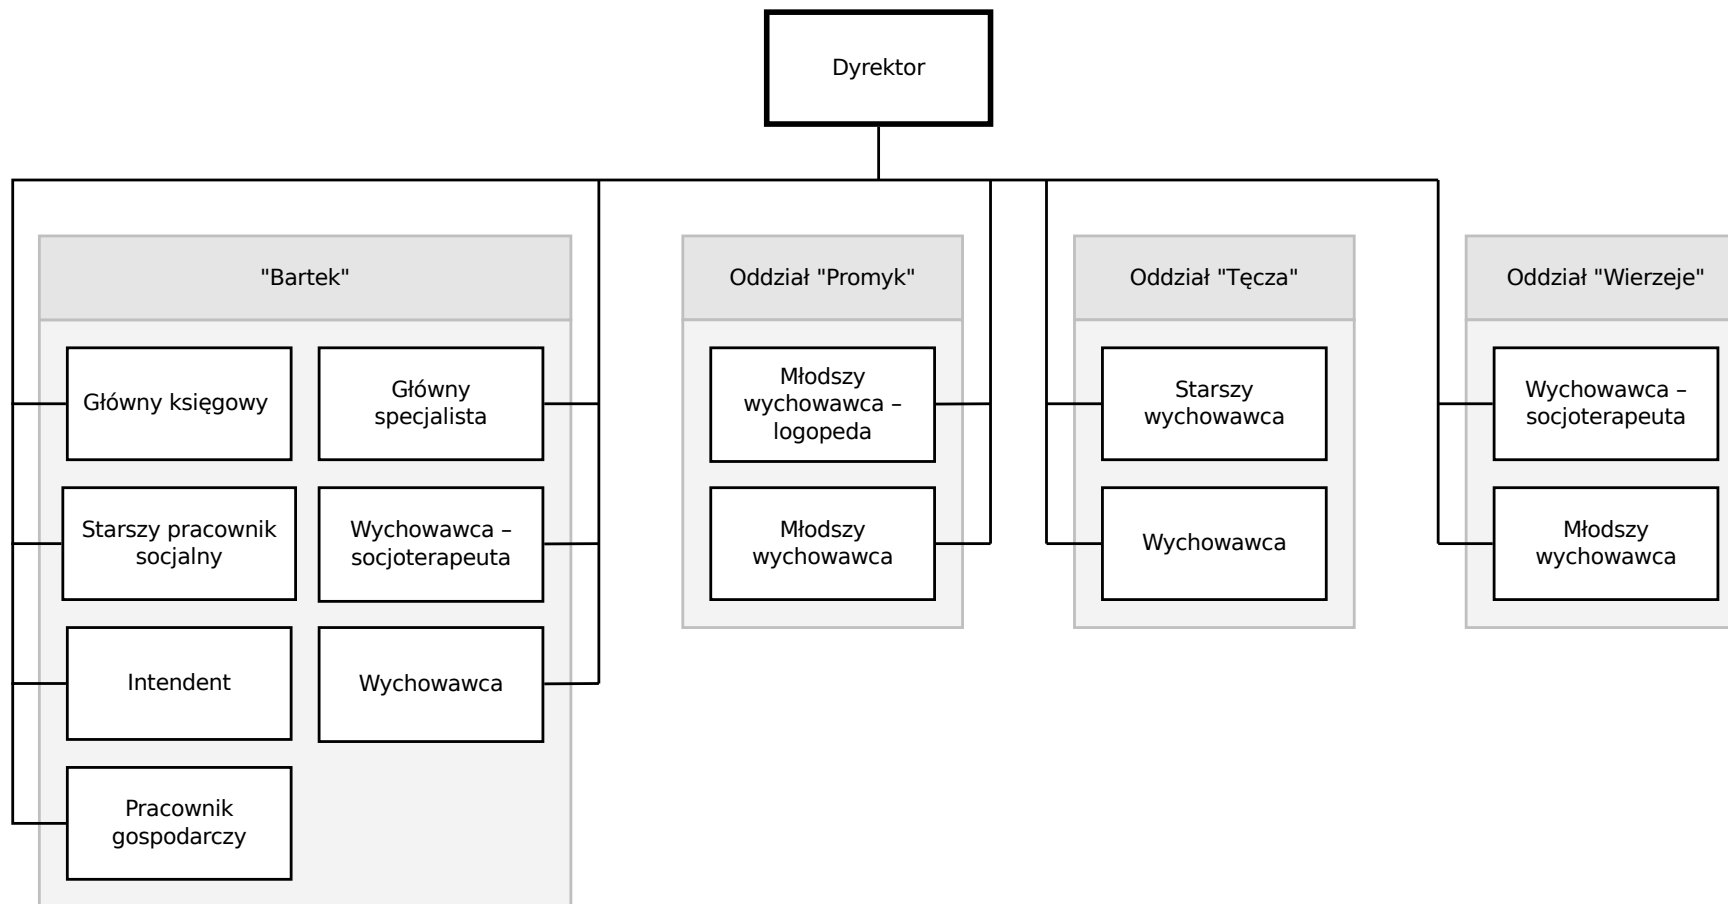 Dyrektor
"Bartek"
Główny księgowy
Główny
specjalista
Starszy pracownik
socjalny
Wychowawca –
socjoterapeuta
Intendent
Wychowawca
Pracownik
gospodarczy
Oddział "Promyk"
Młodszy
wychowawca –
logopeda
Młodszy
wychowawca
Oddział "Tęcza"
Starszy
wychowawca
Wychowawca
Oddział "Wierzeje"
Wychowawca –
socjoterapeuta
Młodszy
wychowawca